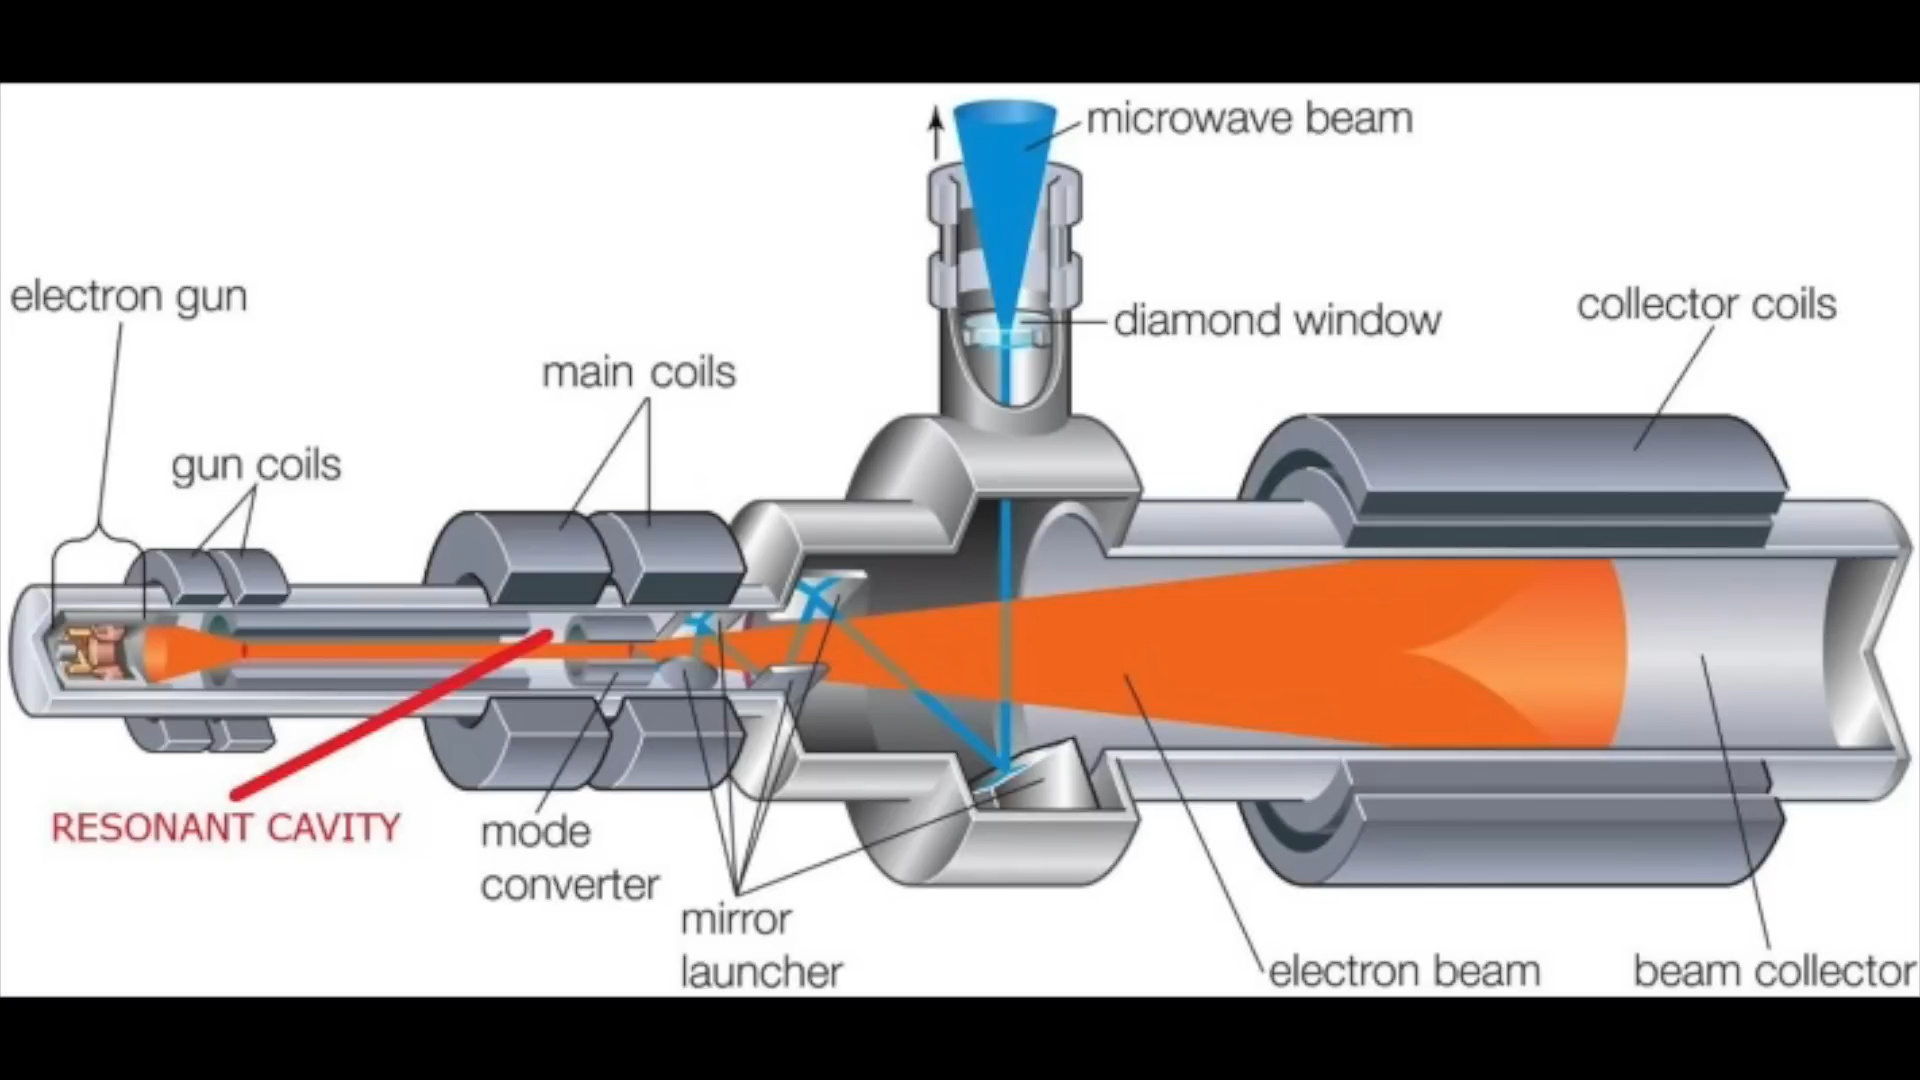 microwave beam
electron gun
diamond window
collector coils
main coils
gun coils
RESONANT CAVITY
mode
converter
mirror
launcher
electron beam
beam collector